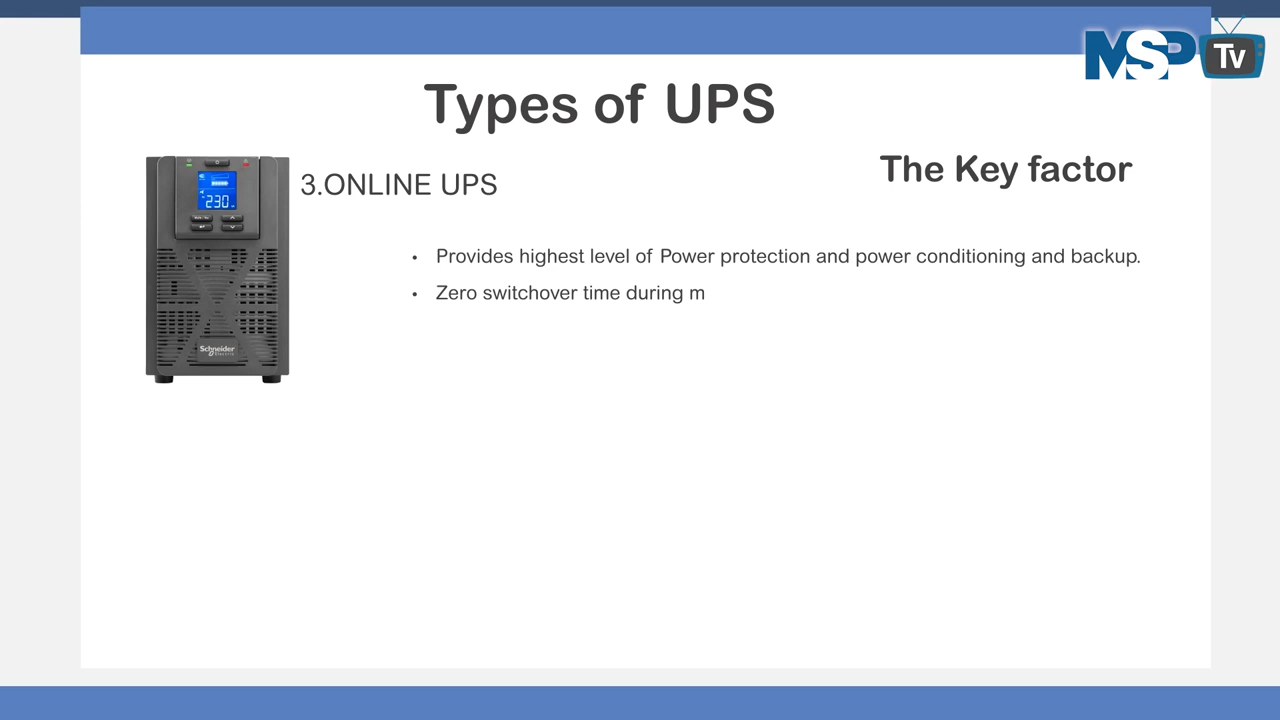 MSP Tv
Types of UPS
The Key factor
3.ONLINE UPS
230
Schneider
Electric
• Provides highest level of Power protection and power conditioning and backup.
• Zero switchover time during m